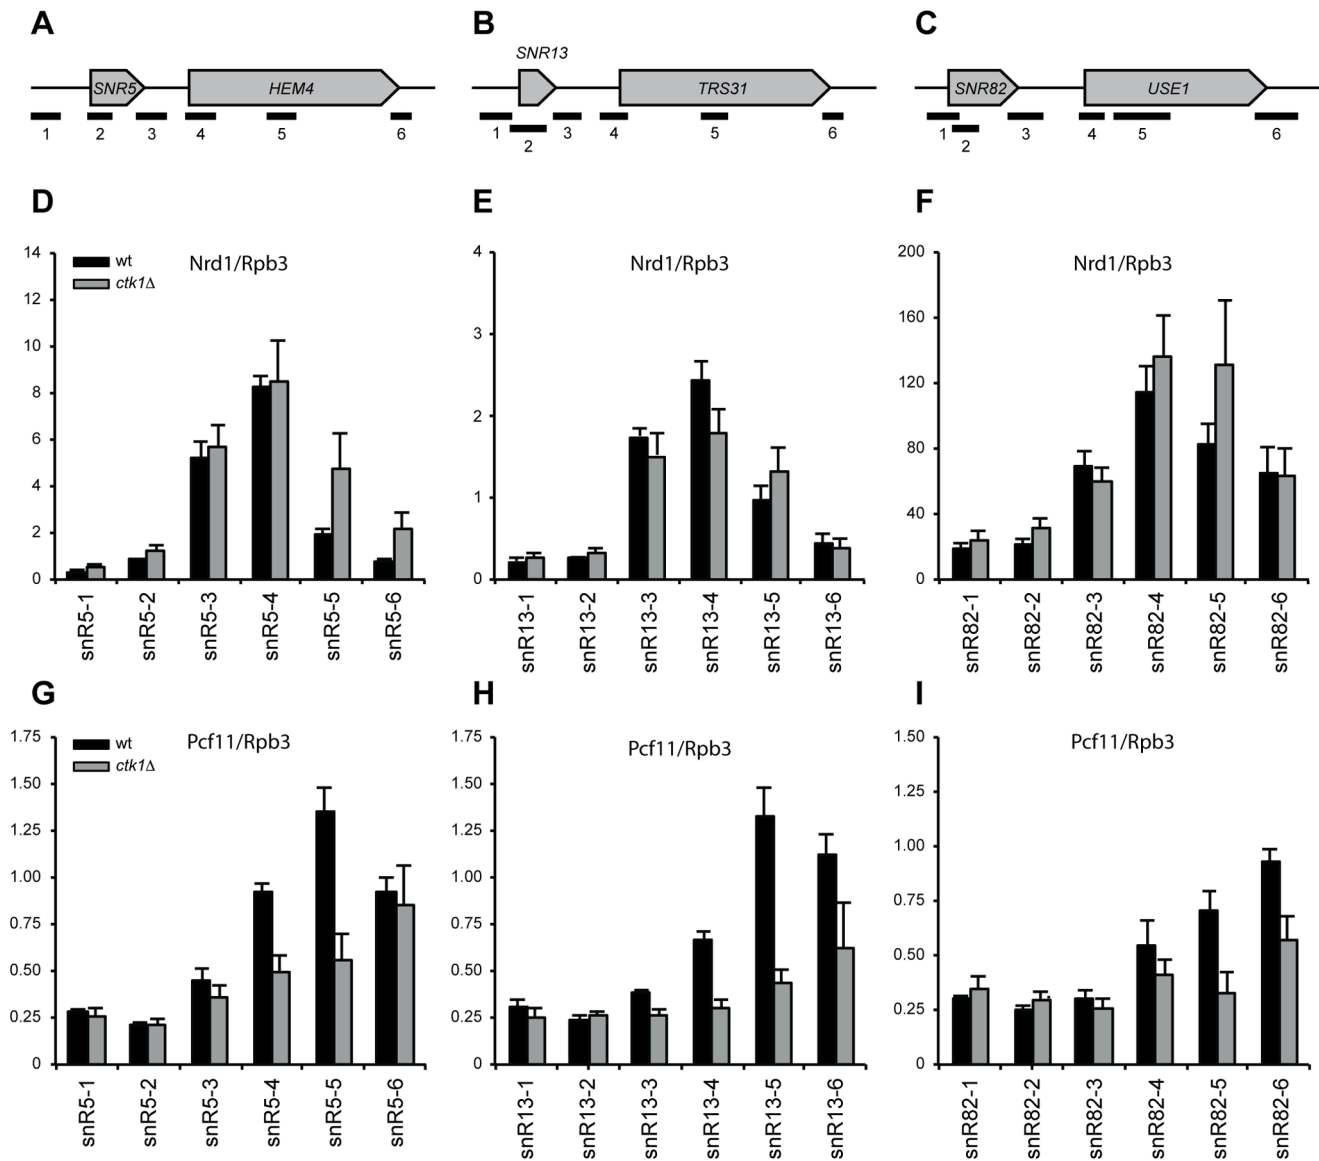 A B C
SNR13
SNR5 HEM4 TRS31 SNR82 USE1
1 2 3 4 5 6
1 2 3 4 5 6
1 2 3 4 5 6
D
Nrd1/Rpb3
wt
ctk1Δ
14
12
10
8
6
4
2
0
snR5-1 snR5-2 snR5-3 snR5-4 snR5-5 snR5-6
E
Nrd1/Rpb3
4
3
2
1
0
snR13-1 snR13-2 snR13-3 snR13-4 snR13-5 snR13-6
F
Nrd1/Rpb3
200
160
120
80
40
0
snR82-1 snR82-2 snR82-3 snR82-4 snR82-5 snR82-6
G
Pcf11/Rpb3
wt
ctk1Δ
1.75
1.50
1.25
1.00
0.75
0.50
0.25
0
snR5-1 snR5-2 snR5-3 snR5-4 snR5-5 snR5-6
H
Pcf11/Rpb3
1.75
1.50
1.25
1.00
0.75
0.50
0.25
0
snR13-1 snR13-2 snR13-3 snR13-4 snR13-5 snR13-6
I
Pcf11/Rpb3
1.50
1.25
1.00
0.75
0.50
0.25
0
snR82-1 snR82-2 snR82-3 snR82-4 snR82-5 snR82-6